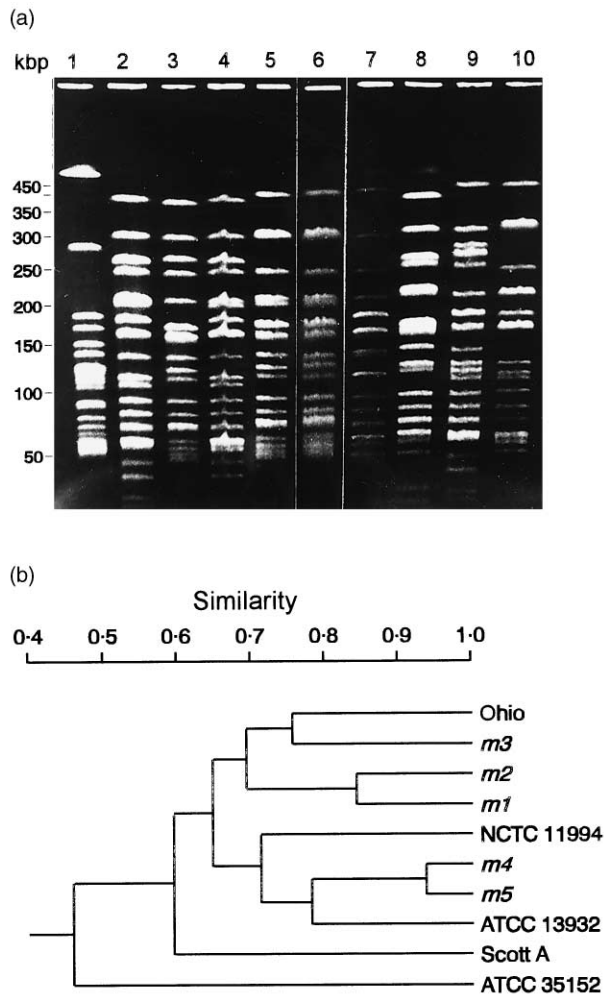 (a)
kbp 1 2 3 4 5 6 7 8 9 10
450
350
300
250
200
150
100
50
(b)
Similarity
0·4 0·5 0·6 0·7 0·8 0·9 1·0
Ohio
m3
m2
m1
NCTC 11994
m4
m5
ATCC 13932
Scott A
ATCC 35152